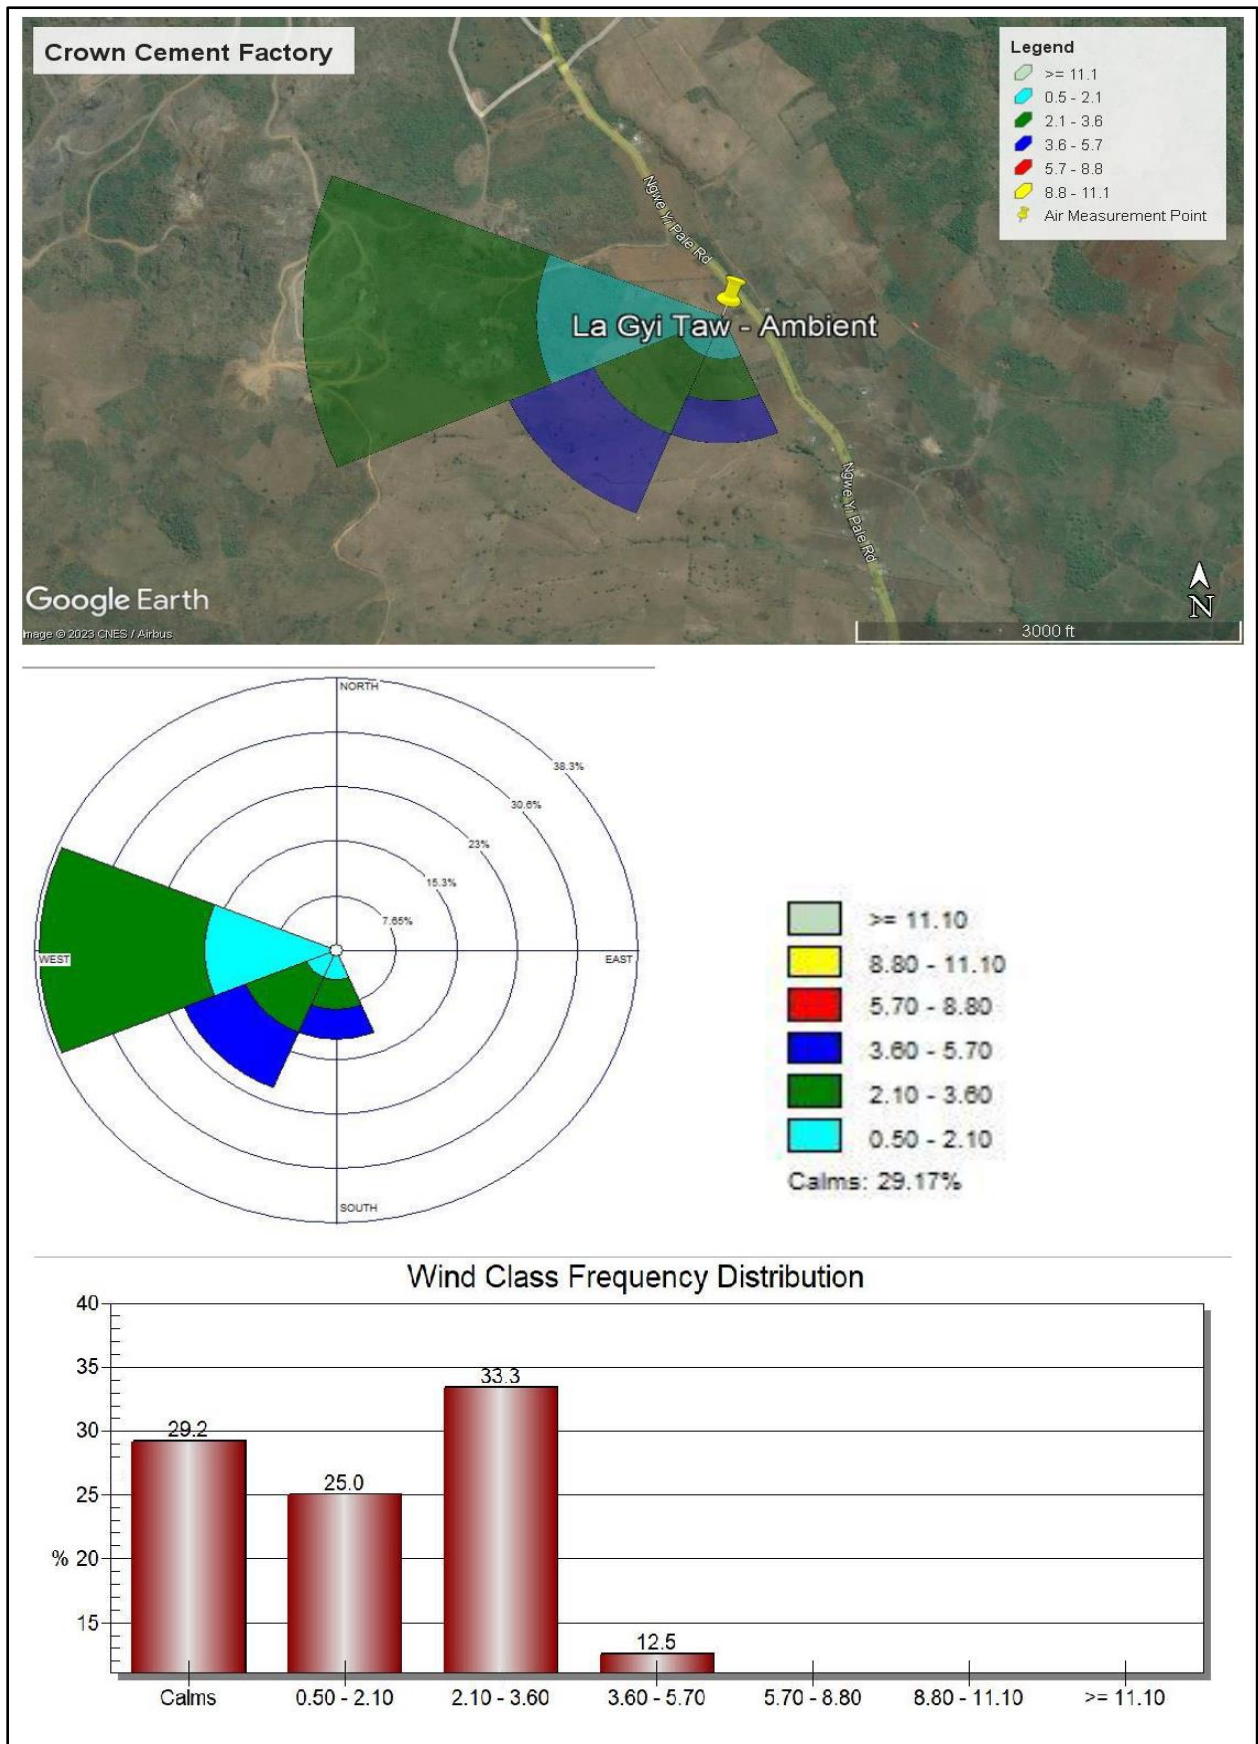 Crown Cement Factory
Legend
>= 11.1
0.5 - 2.1
2.1 - 3.6
3.6 - 5.7
5.7 - 8.8
8.8 - 11.1
Air Measurement Point
Ngwe Yi Pale Rd
La Gyi Taw - Ambient
Ngwe Yi Pale Rd
Google Earth
Image © 2023 CNES / Airbus
N
3000 ft
NORTH
38.3%
30.6%
23%
15.3%
7.65%
WEST
EAST
SOUTH
>= 11.10
8.80 - 11.10
5.70 - 8.80
3.60 - 5.70
2.10 - 3.60
0.50 - 2.10
Calms: 29.17%
Wind Class Frequency Distribution
40
35
33.3
30
29.2
25
25.0
% 20
15
12.5
Calms
0.50 - 2.10
2.10 - 3.60
3.60 - 5.70
5.70 - 8.80
8.80 - 11.10
>= 11.10